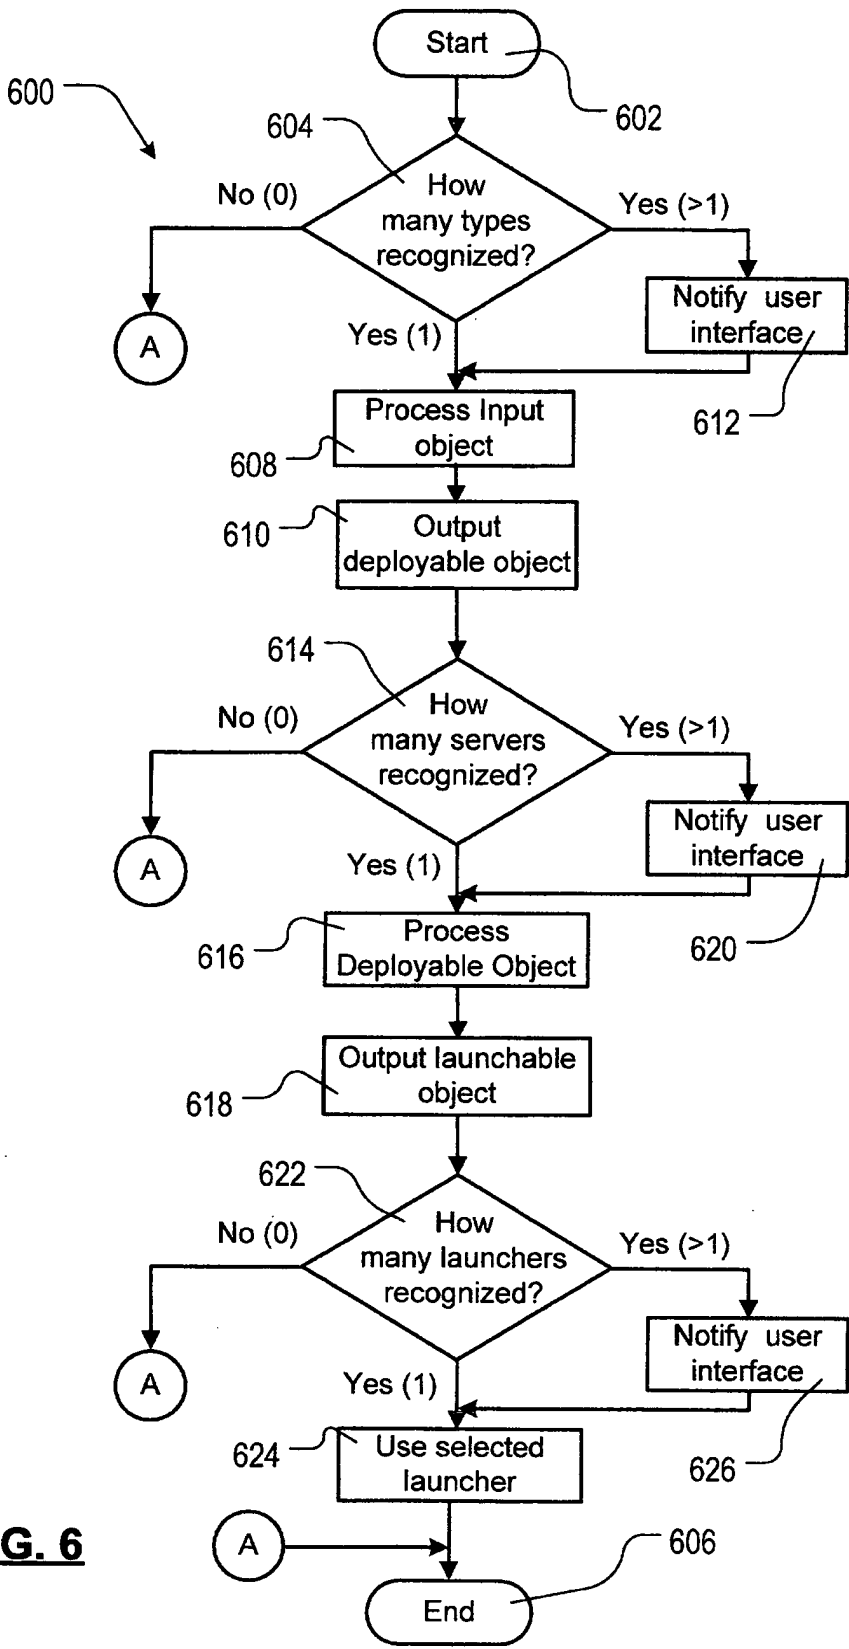 Start
600
602
604
How
many types
recognized?
No (0)
Yes (>1)
A
Notify user
interface
Yes (1)
612
Process Input
object
608
Output
deployable object
610
614
How
many servers
recognized?
No (0)
Yes (>1)
A
Notify user
interface
Yes (1)
620
Process
Deployable Object
616
Output launchable
object
618
622
How
many launchers
recognized?
No (0)
Yes (>1)
A
Notify user
interface
Yes (1)
626
Use selected
launcher
624
G. 6
A
606
End